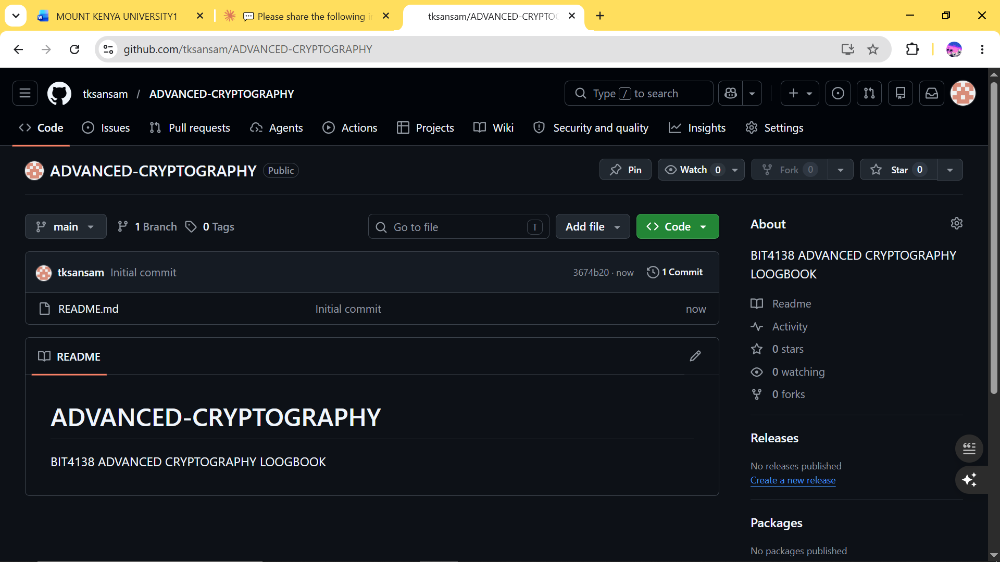 MOUNT KENYA UNIVERSITY1
Please share the following i
tksansam/ADVANCED-CRYPTO
github.com/tksansam/ADVANCED-CRYPTOGRAPHY
tksansam / ADVANCED-CRYPTOGRAPHY
Type / to search
Code
Issues
Pull requests
Agents
Actions
Projects
Wiki
Security and quality
Insights
Settings
ADVANCED-CRYPTOGRAPHY
Public
Pin
Watch 0
Fork 0
Star 0
main
1 Branch
0 Tags
Go to file
T
Add file
Code
tksansam Initial commit
3674b20 · now
1 Commit
README.md
Initial commit
now
README
ADVANCED-CRYPTOGRAPHY
BIT4138 ADVANCED CRYPTOGRAPHY LOOGBOOK
About
BIT4138 ADVANCED CRYPTOGRAPHY
LOOGBOOK
Readme
Activity
0 stars
0 watching
0 forks
Releases
No releases published
Create a new release
Packages
No packages published